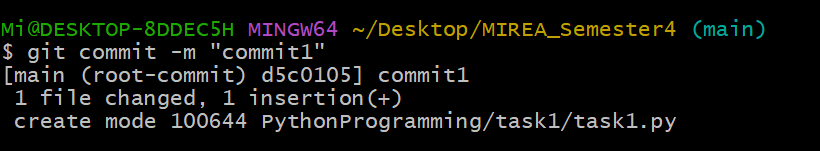 Mi@DESKTOP-8DDEC5H MINGW64 ~/Desktop/MIREA_Semester4 (main)
$ git commit -m "commit1"
[main (root-commit) d5c0105] commit1
 1 file changed, 1 insertion(+)
 create mode 100644 PythonProgramming/task1/task1.py